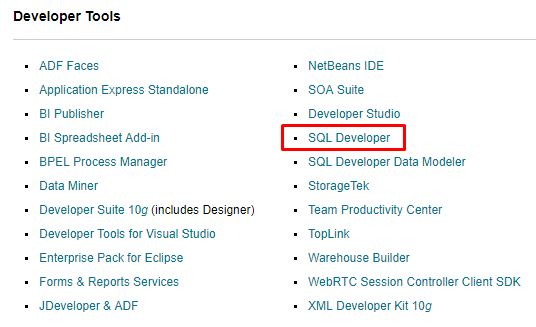 Developer Tools
ADF Faces
Application Express Standalone
BI Publisher
BI Spreadsheet Add-in
BPEL Process Manager
Data Miner
Developer Suite 10g (includes Designer)
Developer Tools for Visual Studio
Enterprise Pack for Eclipse
Forms & Reports Services
JDeveloper & ADF
NetBeans IDE
SOA Suite
Developer Studio
SQL Developer
SQL Developer Data Modeler
StorageTek
Team Productivity Center
TopLink
Warehouse Builder
WebRTC Session Controller Client SDK
XML Developer Kit 10g